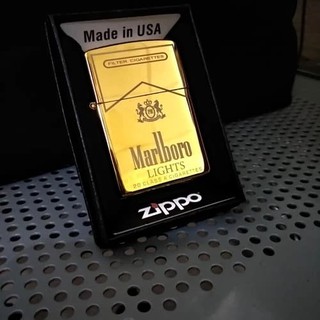 Made in USA
FILTER CIGARETTES
Marlboro
LIGHTS
20 CLASS A CIGARETTES
zippo